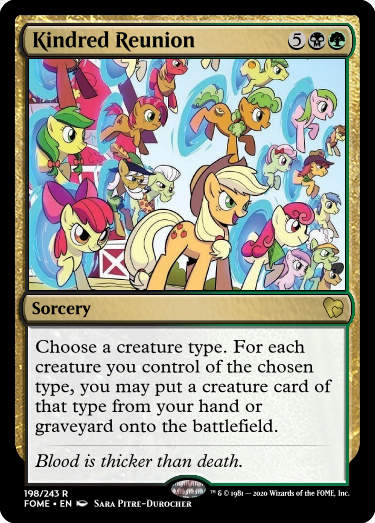 Kindred Reunion 5
Sorcery
Choose a creature type. For each
creature you control of the chosen
type, you may put a creature card of
that type from your hand or
graveyard onto the battlefield.
Blood is thicker than death.
198/243 R
FOME • EN Sara Pitre-Durocher
™ & © 1981 — 2020 Wizards of the FOME, Inc.